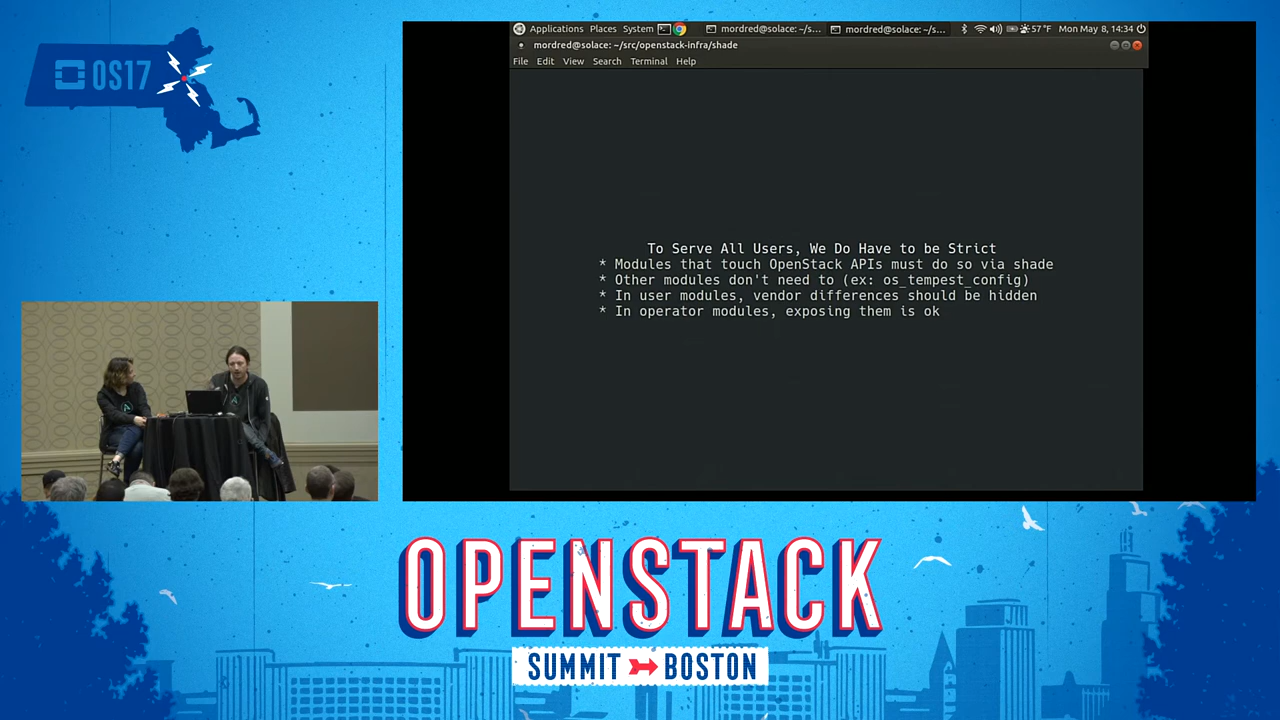 OS17
Applications Places System mordred@solace: ~/s... mordred@solace: ~/s... 57 °F Mon May 8, 14:34
mordred@solace: ~/src/openstack-infra/shade
File Edit View Search Terminal Help
To Serve All Users, We Do Have to be Strict
* Modules that touch OpenStack APIs must do so via shade
* Other modules don't need to (ex: os_tempest_config)
* In user modules, vendor differences should be hidden
* In operator modules, exposing them is ok
OPENSTACK
SUMMIT BOSTON